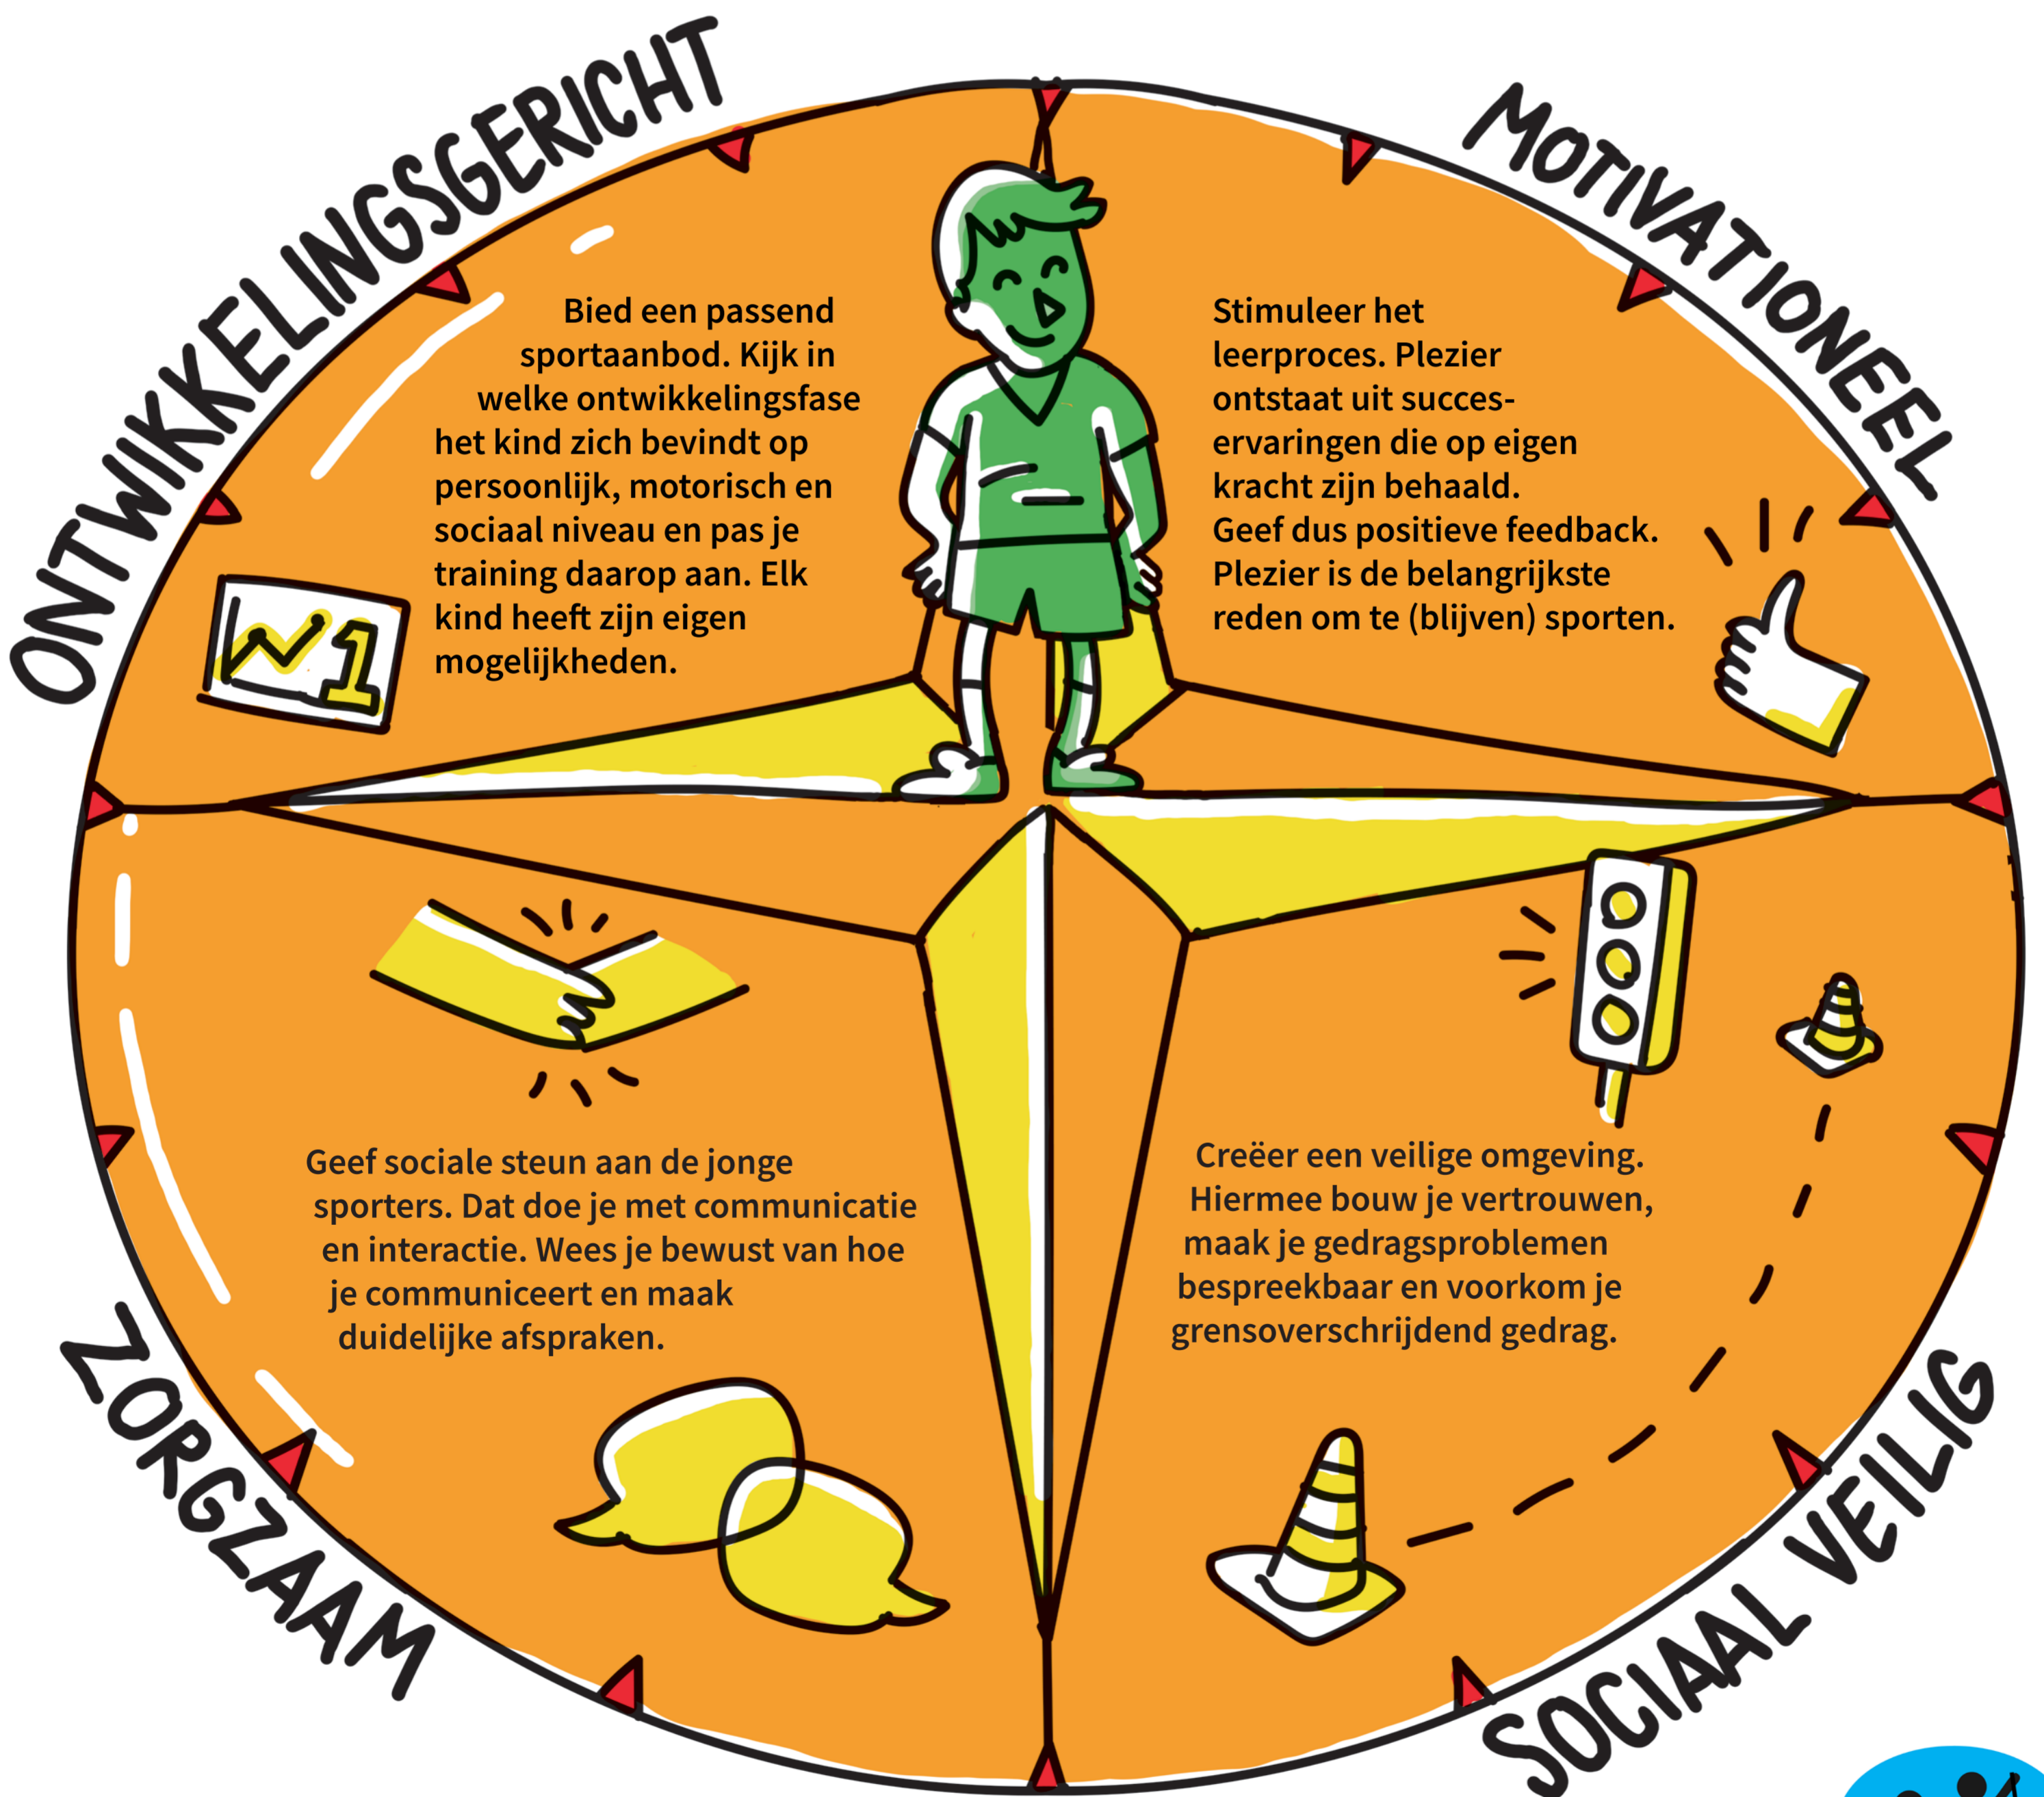 ONTWIKKELINGSGERICHT
Bied een passend
sportaanbod. Kijk in
welke ontwikkelingsfase
het kind zich bevindt op
persoonlijk, motorisch en
sociaal niveau en pas je
training daarop aan. Elk
kind heeft zijn eigen
mogelijkheden.
1
MOTIVATIONEEL
Stimuleer het
leerproces. Plezier
ontstaat uit succes-
ervaringen die op eigen
kracht zijn behaald.
Geef dus positieve feedback.
Plezier is de belangrijkste
reden om te (blijven) sporten.
ZORGZAAM
Geef sociale steun aan de jonge
sporters. Dat doe je met communicatie
en interactie. Wees je bewust van hoe
je communiceert en maak
duidelijke afspraken.
SOCIAAL VEILIG
Creëer een veilige omgeving.
Hiermee bouw je vertrouwen,
maak je gedragsproblemen
bespreekbaar en voorkom je
grensoverschrijdend gedrag.